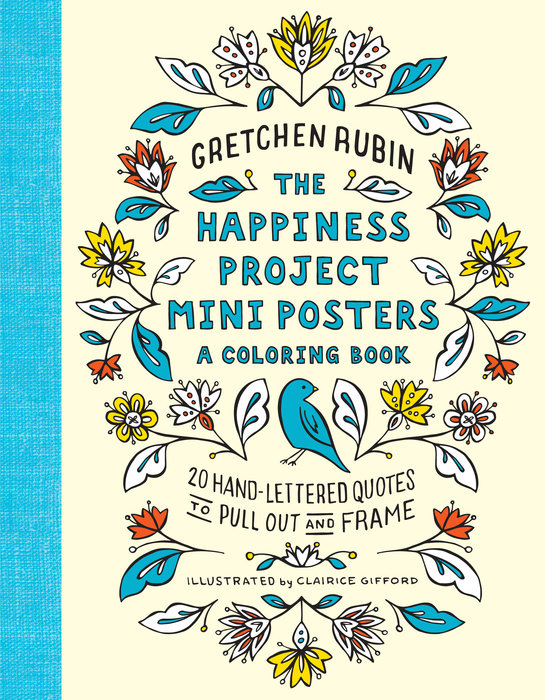 GRETCHEN RUBIN
THE
HAPPINESS
PROJECT
MINI POSTERS
A COLORING BOOK
20 HAND-LETTERED QUOTES
TO PULL OUT AND FRAME
ILLUSTRATED by CLAIRICE GIFFORD